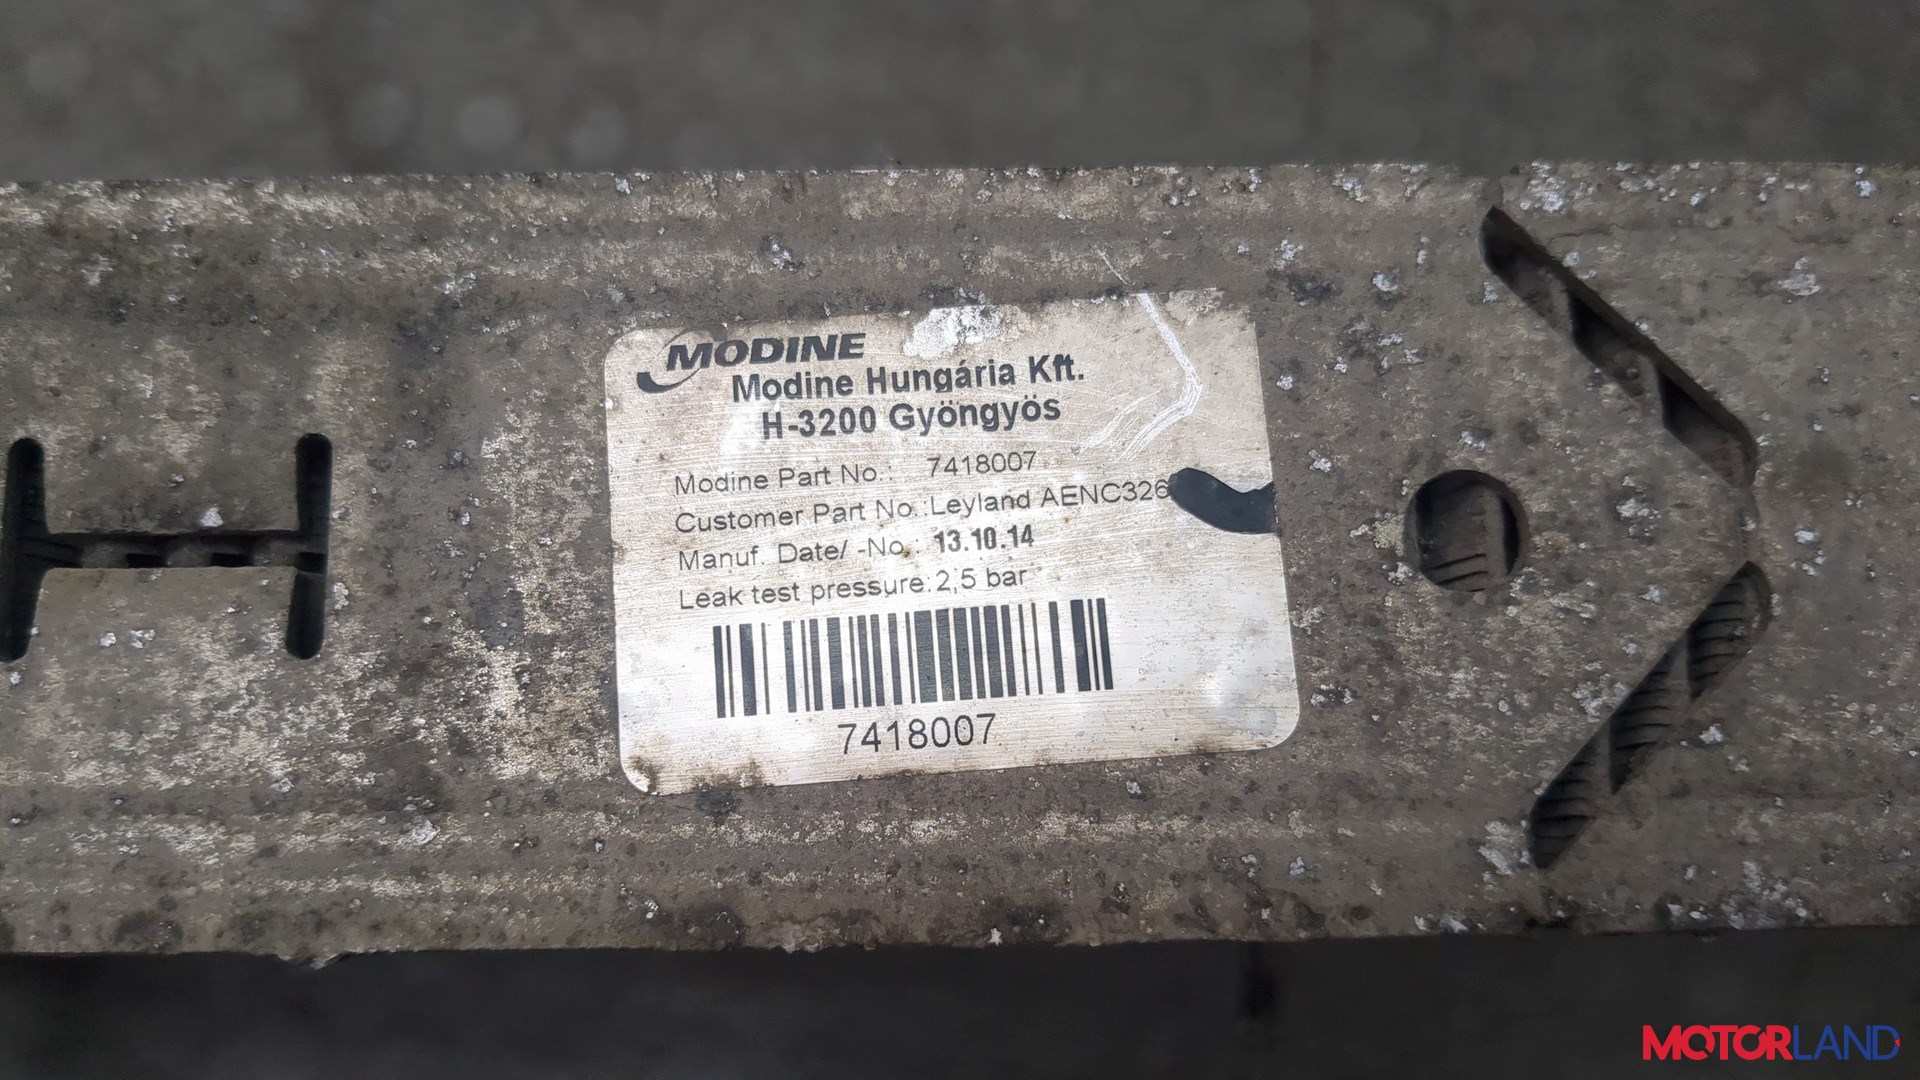 MODINE
Modine Hungária Kft.
H-3200 Gyöngyös
Modine Part No.: 7418007
Customer Part No.:Leyland AENC326
Manuf. Date/ -No.: 13.10.14
Leak test pressure:2,5 bar
7418007
MOTORLAND